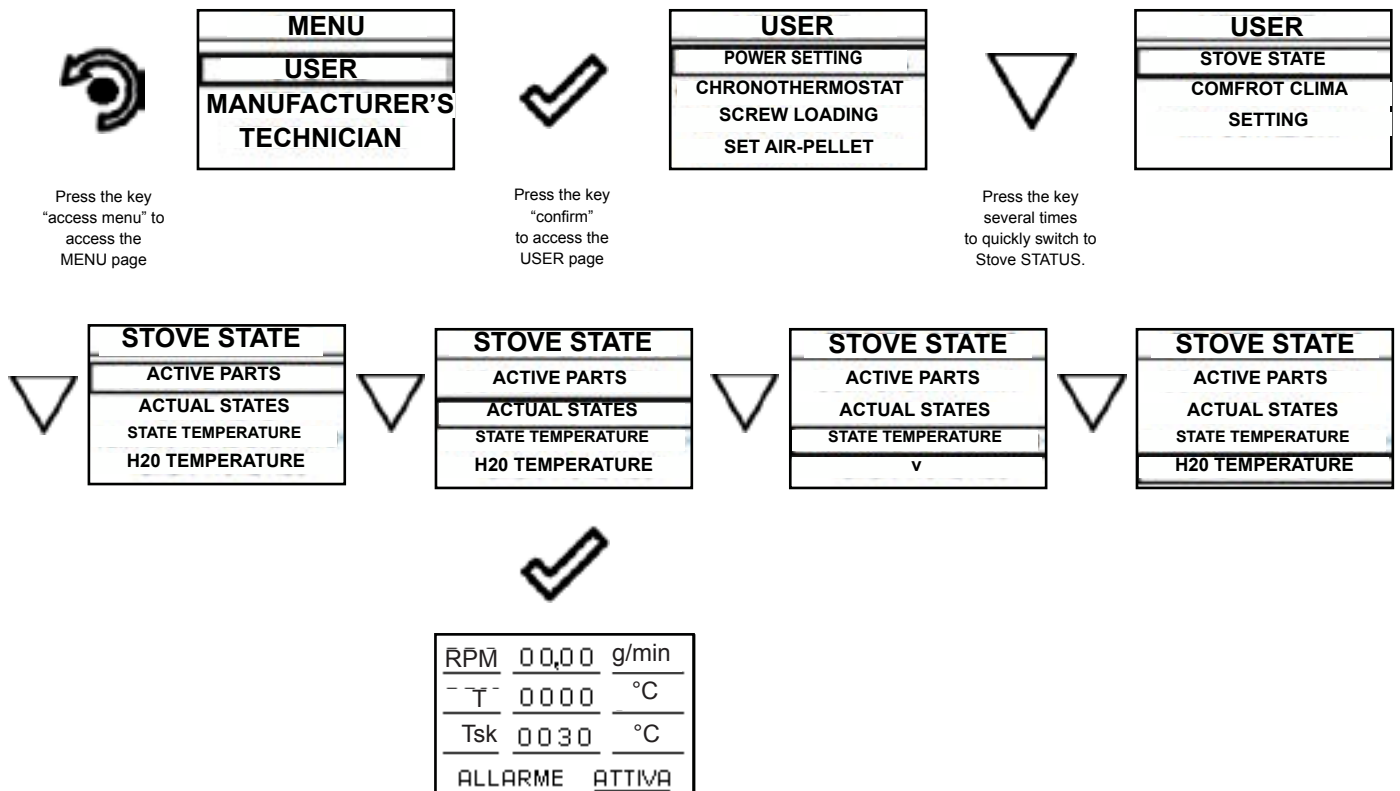 MENU
USER
MANUFACTURER'S
TECHNICIAN
USER
POWER SETTING
CHRONOTHERMOSTAT
SCREW LOADING
SET AIR-PELLET
USER
STOVE STATE
COMFROT CLIMA
SETTING
Press the key
“access menu” to
access the
MENU page
Press the key
“confirm”
to access the
USER page
Press the key
several times
to quickly switch to
Stove STATUS.
STOVE STATE
ACTIVE PARTS
ACTUAL STATES
STATE TEMPERATURE
H20 TEMPERATURE
STOVE STATE
ACTIVE PARTS
ACTUAL STATES
STATE TEMPERATURE
H20 TEMPERATURE
STOVE STATE
ACTIVE PARTS
ACTUAL STATES
STATE TEMPERATURE
v
STOVE STATE
ACTIVE PARTS
ACTUAL STATES
STATE TEMPERATURE
H20 TEMPERATURE
RPM 00,00 g/min
T 0000 °C
Tsk 0030 °C
ALLARME ATTIVA